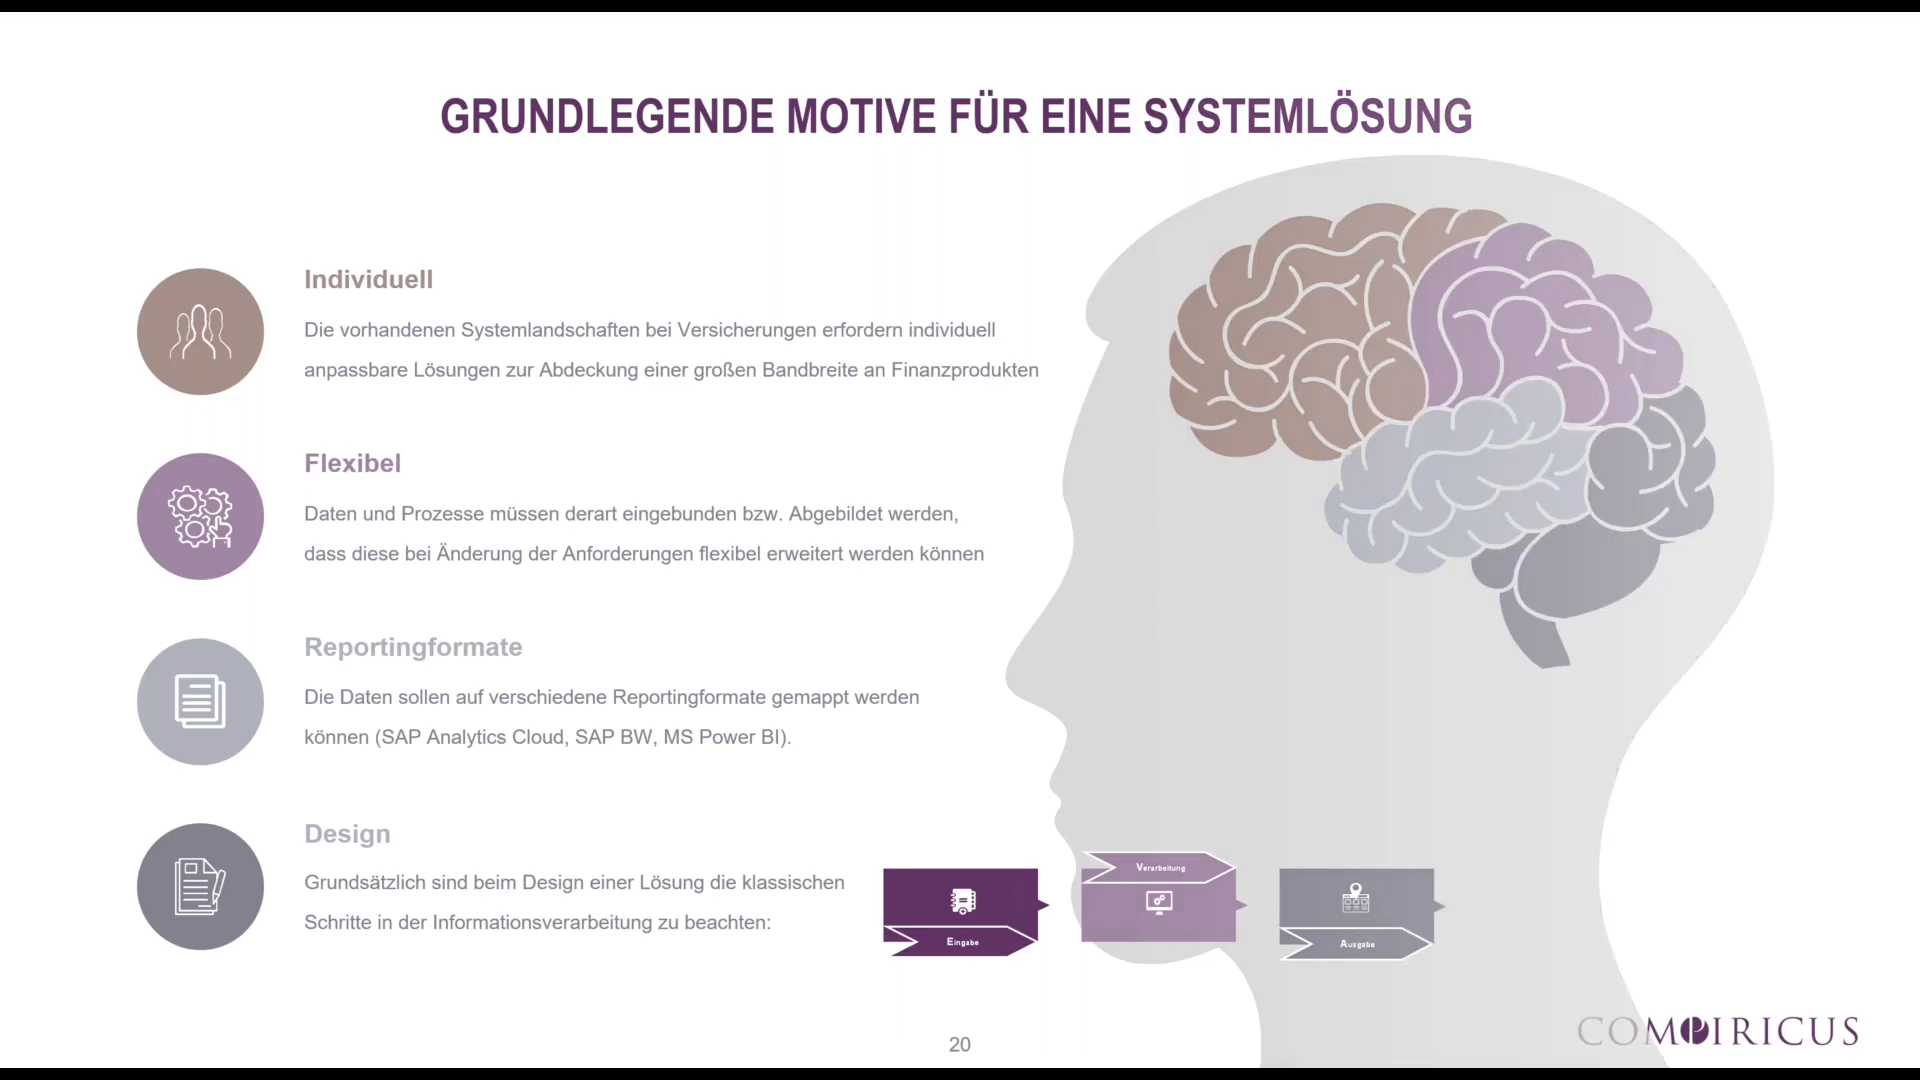 GRUNDLEGENDE MOTIVE FÜR EINE SYSTEMLÖSUNG
Individuell
Die vorhandenen Systemlandschaften bei Versicherungen erfordern individuell
anpassbare Lösungen zur Abdeckung einer großen Bandbreite an Finanzprodukten
Flexibel
Daten und Prozesse müssen derart eingebunden bzw. Abgebildet werden,
dass diese bei Änderung der Anforderungen flexibel erweitert werden können
Reportingformate
Die Daten sollen auf verschiedene Reportingformate gemappt werden
können (SAP Analytics Cloud, SAP BW, MS Power BI).
Design
Grundsätzlich sind beim Design einer Lösung die klassischen
Schritte in der Informationsverarbeitung zu beachten:
Eingabe
Verarbeitung
Ausgabe
20
COMPIRICUS